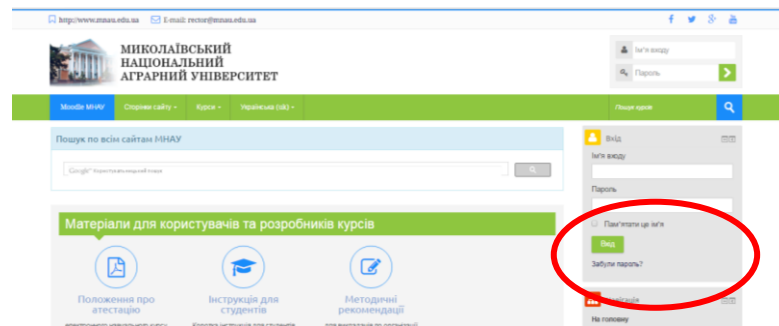 http://www.mnau.edu.ua E-mail: rector@mnau.edu.ua
МИКОЛАЇВСЬКИЙ
НАЦІОНАЛЬНИЙ
АГРАРНИЙ УНІВЕРСИТЕТ
Ім'я входу
Пароль
Moodle МНАУ Сторінки сайту Курси Українська (uk)
Пошук курсів
Пошук по всім сайтам МНАУ
Google
Вхід
Ім'я входу
Пароль
Пам'ятати це ім'я
Вхід
Забули пароль?
Матеріали для користувачів та розробників курсів
Положення про
атестацію
Інструкція для
студентів
Методичні
рекомендації
На головну